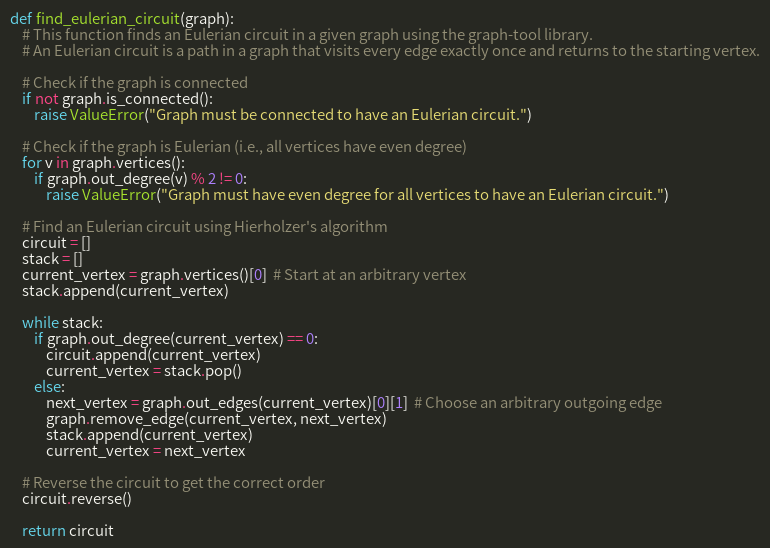 def find_eulerian_circuit(graph):
    # This function finds an Eulerian circuit in a given graph using the graph-tool library.
    # An Eulerian circuit is a path in a graph that visits every edge exactly once and returns to the starting vertex.

    # Check if the graph is connected
    if not graph.is_connected():
        raise ValueError("Graph must be connected to have an Eulerian circuit.")

    # Check if the graph is Eulerian (i.e., all vertices have even degree)
    for v in graph.vertices():
        if graph.out_degree(v) % 2 != 0:
            raise ValueError("Graph must have even degree for all vertices to have an Eulerian circuit.")

    # Find an Eulerian circuit using Hierholzer's algorithm
    circuit = []
    stack = []
    current_vertex = graph.vertices()[0]  # Start at an arbitrary vertex
    stack.append(current_vertex)

    while stack:
        if graph.out_degree(current_vertex) == 0:
            circuit.append(current_vertex)
            current_vertex = stack.pop()
        else:
            next_vertex = graph.out_edges(current_vertex)[0][1]  # Choose an arbitrary outgoing edge
            graph.remove_edge(current_vertex, next_vertex)
            stack.append(current_vertex)
            current_vertex = next_vertex

    # Reverse the circuit to get the correct order
    circuit.reverse()

    return circuit